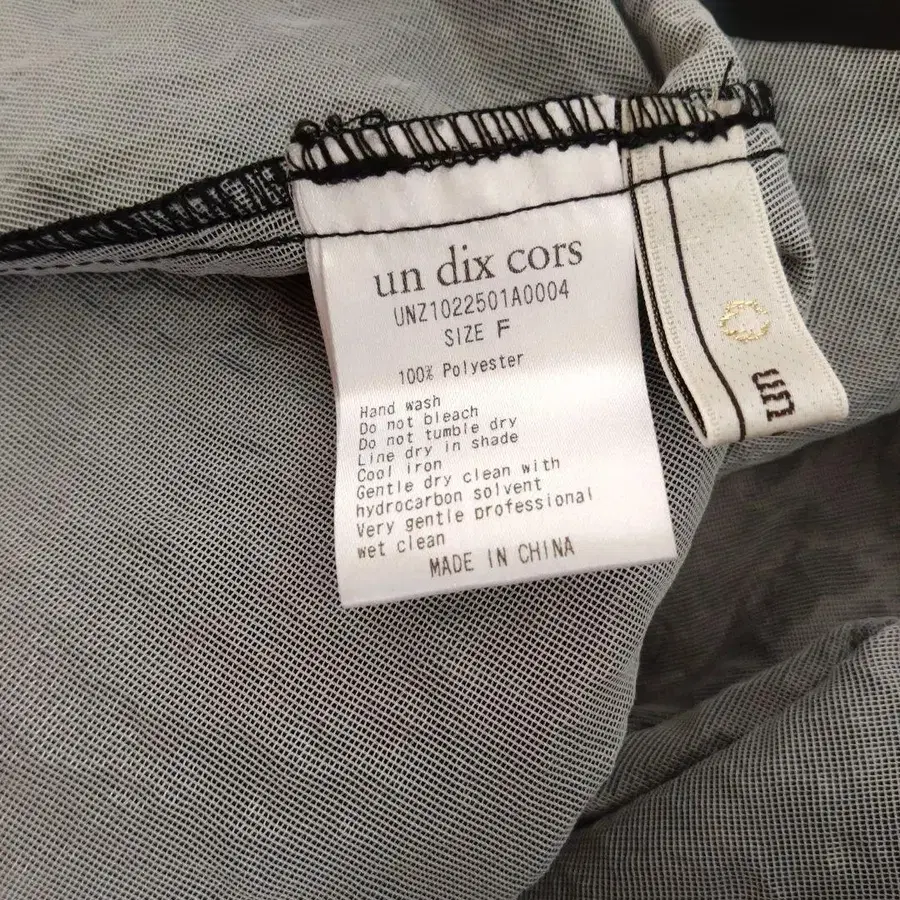 un dix cors
UNZ1022501A0004
SIZE F
100% Polyester
Hand wash
Do not bleach
Do not tumble dry
Line dry in shade
Cool iron
Gentle dry clean with
hydrocarbon solvent
Very gentle professional
wet clean
MADE IN CHINA
un